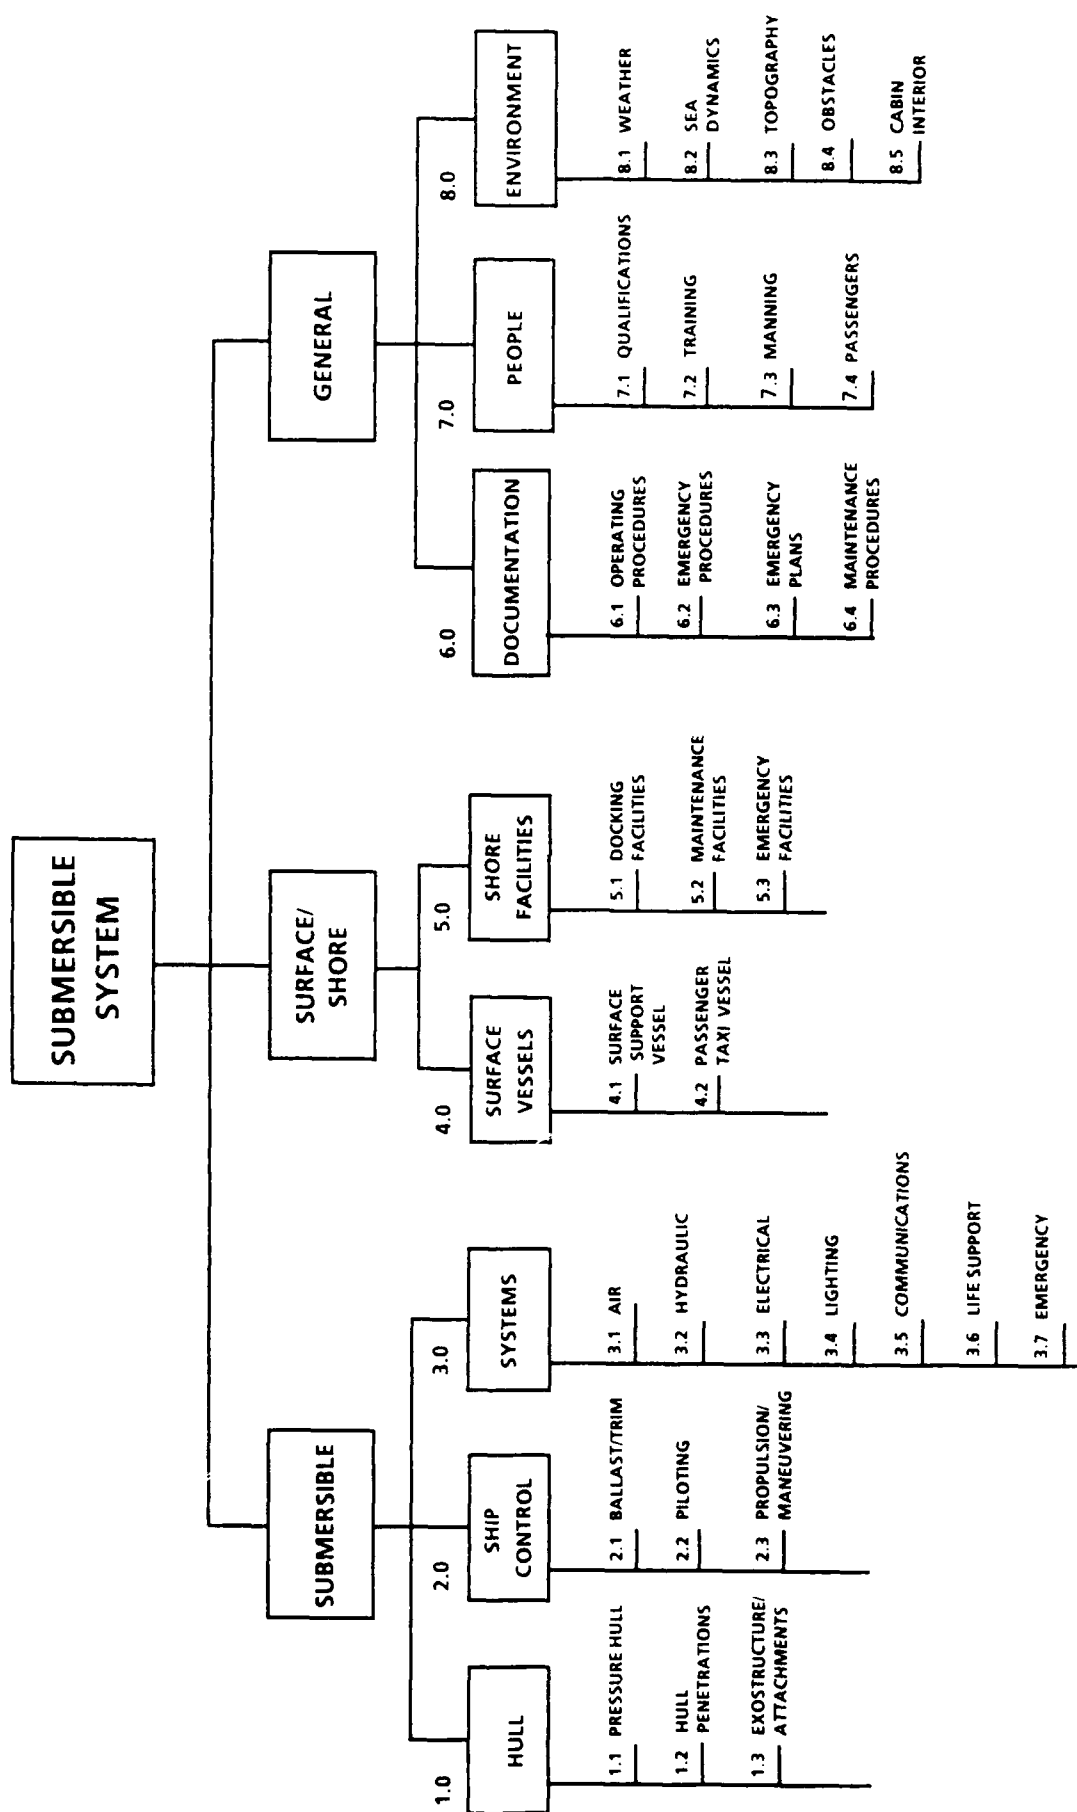 SUBMERSIBLE
SYSTEM
SUBMERSIBLE
SURFACE/
SHORE
GENERAL
1.0
HULL
2.0
SHIP
CONTROL
3.0
SYSTEMS
4.0
SURFACE
VESSELS
5.0
SHORE
FACILITIES
6.0
DOCUMENTATION
7.0
PEOPLE
8.0
ENVIRONMENT
1.1 PRESSURE HULL
1.2 HULL
PENETRATIONS
1.3 EXOSTRUCTURE/
ATTACHMENTS
2.1 BALLAST/TRIM
2.2 PILOTING
2.3 PROPULSION/
MANEUVERING
3.1 AIR
3.2 HYDRAULIC
3.3 ELECTRICAL
3.4 LIGHTING
3.5 COMMUNICATIONS
3.6 LIFE SUPPORT
3.7 EMERGENCY
4.1 SURFACE
SUPPORT
VESSEL
4.2 PASSENGER
TAXI VESSEL
5.1 DOCKING
FACILITIES
5.2 MAINTENANCE
FACILITIES
5.3 EMERGENCY
FACILITIES
6.1 OPERATING
PROCEDURES
6.2 EMERGENCY
PROCEDURES
6.3 EMERGENCY
PLANS
6.4 MAINTENANCE
PROCEDURES
7.1 QUALIFICATIONS
7.2 TRAINING
7.3 MANNING
7.4 PASSENGERS
8.1 WEATHER
8.2 SEA
DYNAMICS
8.3 TOPOGRAPHY
8.4 OBSTACLES
8.5 CABIN
INTERIOR